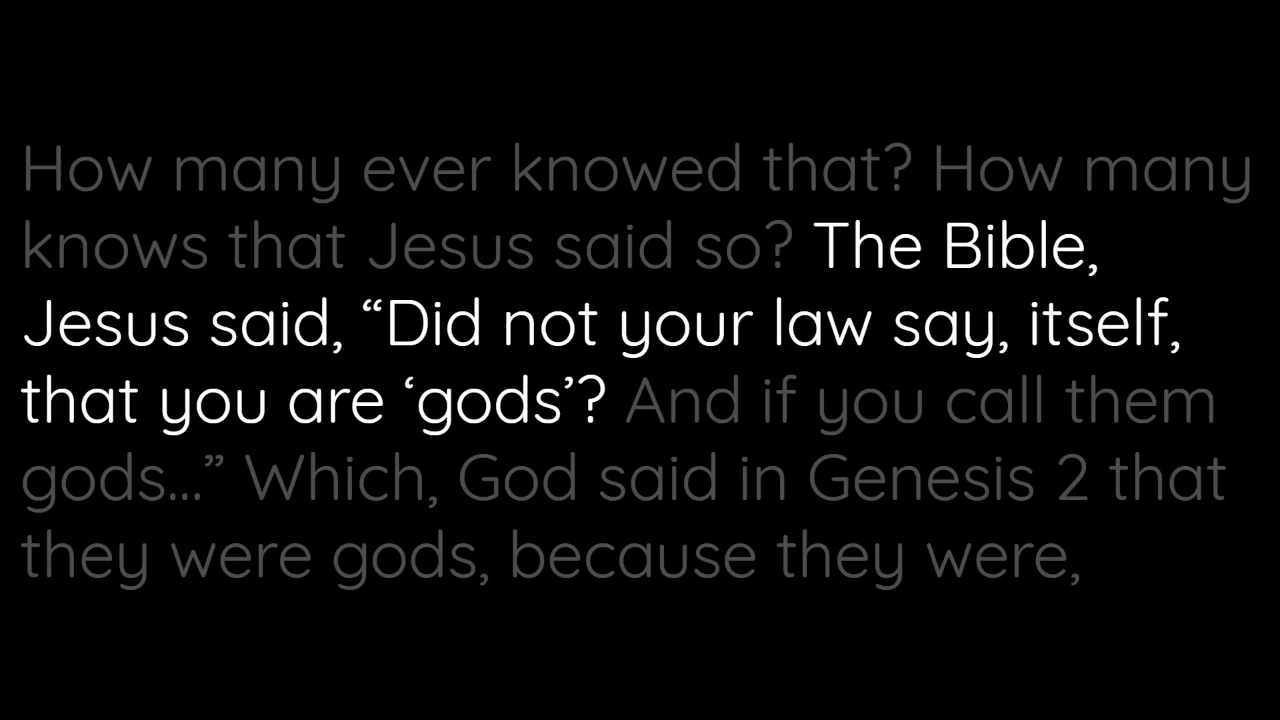 How many ever knowed that? How many
knows that Jesus said so? The Bible,
Jesus said, “Did not your law say, itself,
that you are ‘gods’? And if you call them
gods...” Which, God said in Genesis 2 that
they were gods, because they were,